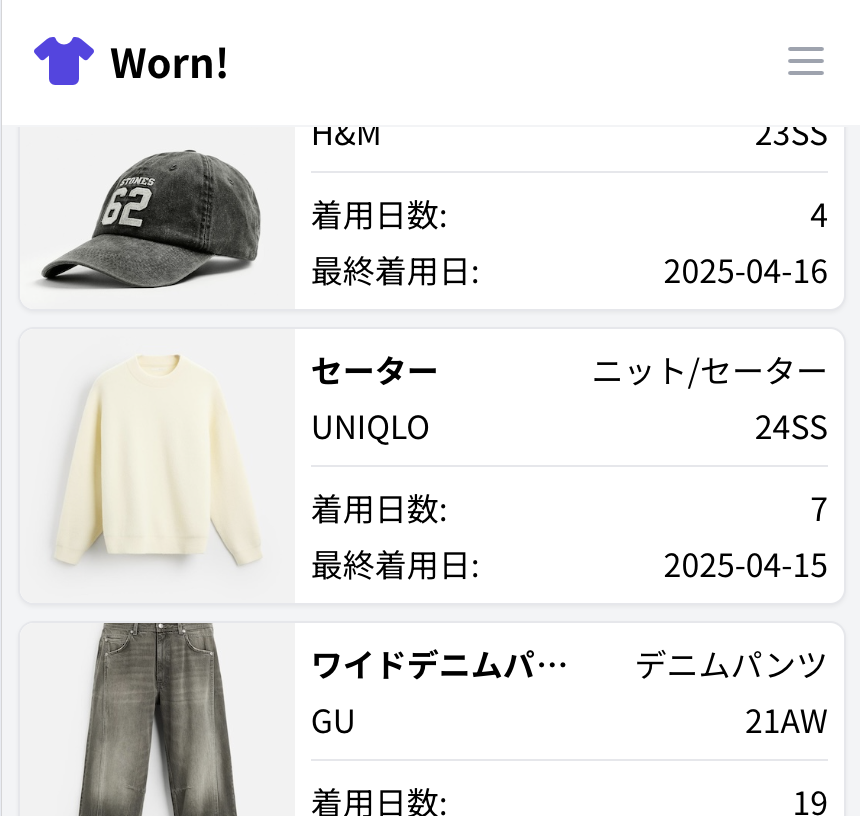 Worn!
H&M 23SS
STONES
62
着用日数: 4
最終着用日: 2025-04-16
セーター ニット/セーター
UNIQLO 24SS
着用日数: 7
最終着用日: 2025-04-15
ワイドデニムパ… デニムパンツ
GU 21AW
着用日数: 19